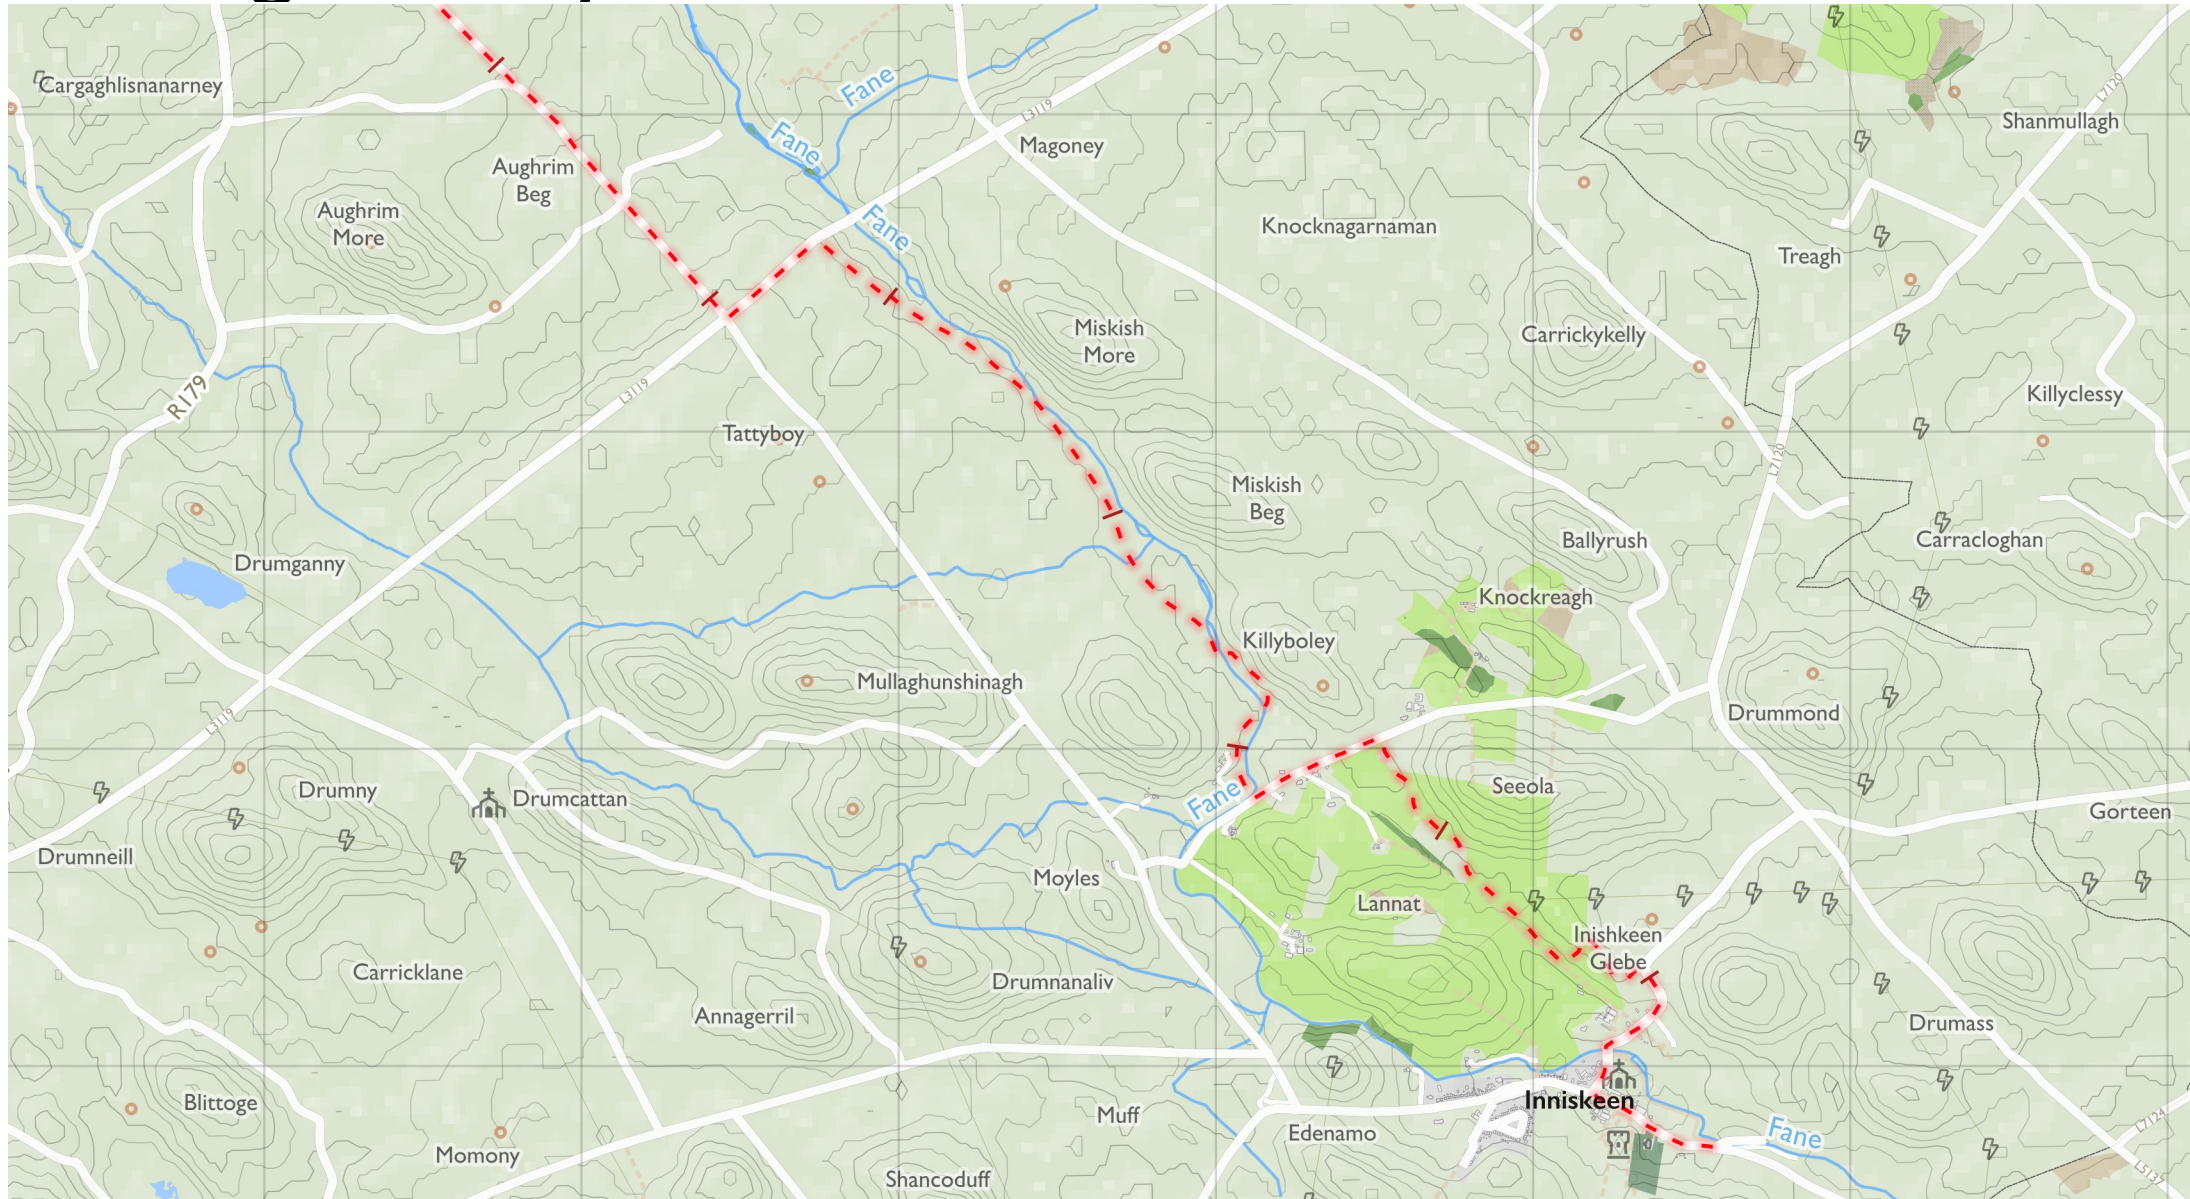 Cargaghlisnanarney
Fane
L3119
L7120
Shanmullagh
Fane
Magoney
Aughrim
Beg
Aughrim
More
Fane
Knocknagarnaman
Treagh
Miskish
More
Carrickykelly
R179
L3119
Killyclessy
Tattyboy
L7120
Miskish
Beg
Ballyrush
Carracloghan
Drumganny
Knockreagh
Killyboley
Mullaghunshinagh
L3119
Drummond
Drumny
Drumcattan
Fane
Seeola
Gorteen
Drumneill
Moyles
Lannat
Inishkeen
Glebe
Carricklane
Drumnanaliv
Annagerril
Drumass
Blittoge
Muff
Inniskeen
Edenamo
Fane
L7124
Momony
Shancoduff
L5137